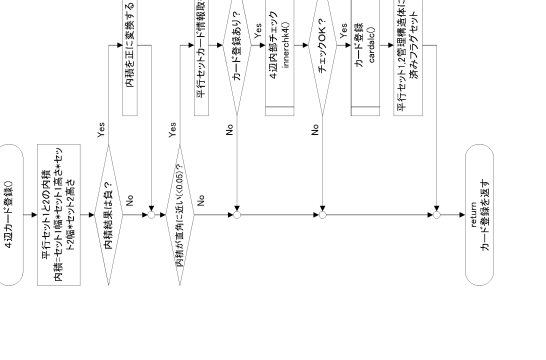 4辺カード登録()
平行セット1と2の内積
内積=セット1幅*セット1高さ*セッ
ト2幅*セット2高さ
内積結果は負?
Yes
No
内積を正に変換する
内積が直角に近い(<0.05)?
Yes
No
平行セットカード情報取
カード登録あり?
Yes
No
4辺内部チェック
innerchk4()
チェックOK?
Yes
No
カード登録
cardalc()
平行セット1,2管理構造体に
済みフラグセット
return
カード登録を返す